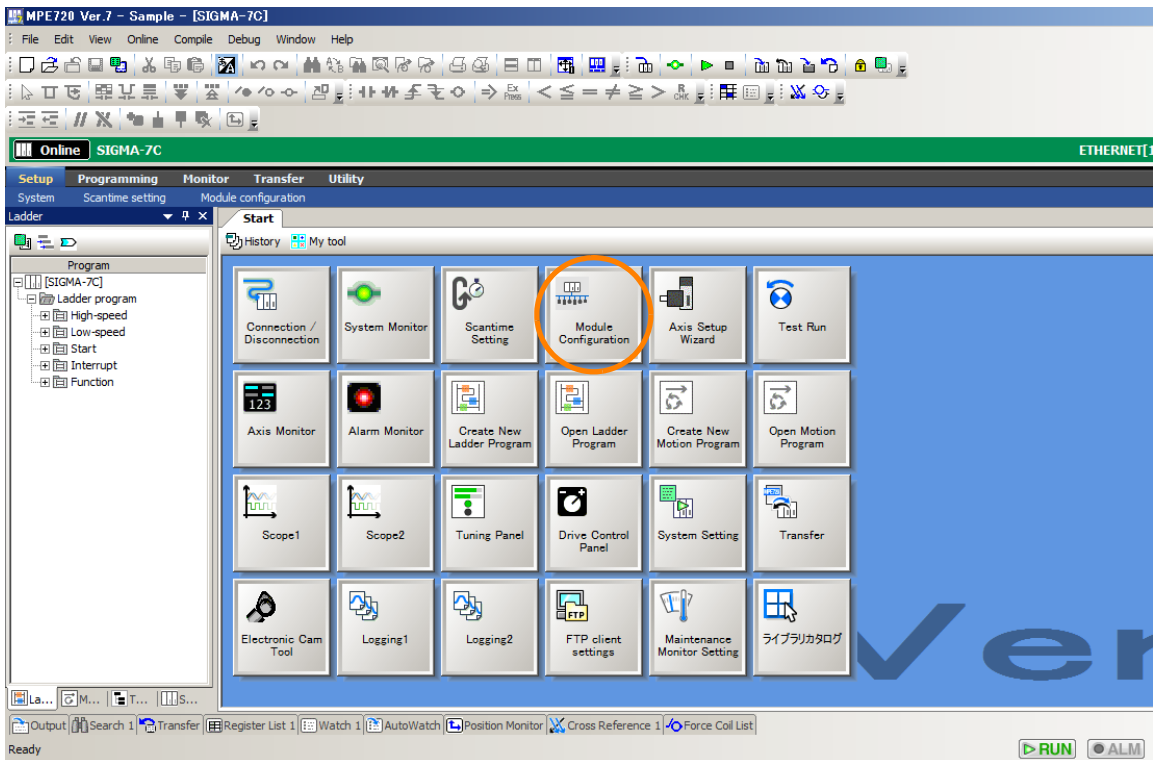 MPE720 Ver.7 - Sample - [SIGMA-7C]
File Edit View Online Compile Debug Window Help
Online SIGMA-7C ETHERNET[1
Setup Programming Monitor Transfer Utility
System Scantime setting Module configuration
Ladder
Start
History My tool
Program
[SIGMA-7C]
Ladder program
High-speed
Low-speed
Start
Interrupt
Function
Connection / Disconnection
System Monitor
Scantime Setting
Module Configuration
Axis Setup Wizard
Test Run
123
Axis Monitor
Alarm Monitor
Create New Ladder Program
Open Ladder Program
Create New Motion Program
Open Motion Program
Scope1
Scope2
Tuning Panel
Drive Control Panel
System Setting
Transfer
Electronic Cam Tool
Logging1
Logging2
FTP
FTP client settings
Maintenance Monitor Setting
ライブラリカタログ
Ver
La... M... T... S...
Output Search 1 Transfer Register List 1 Watch 1 AutoWatch Position Monitor Cross Reference 1 Force Coil List
Ready
RUN ALM